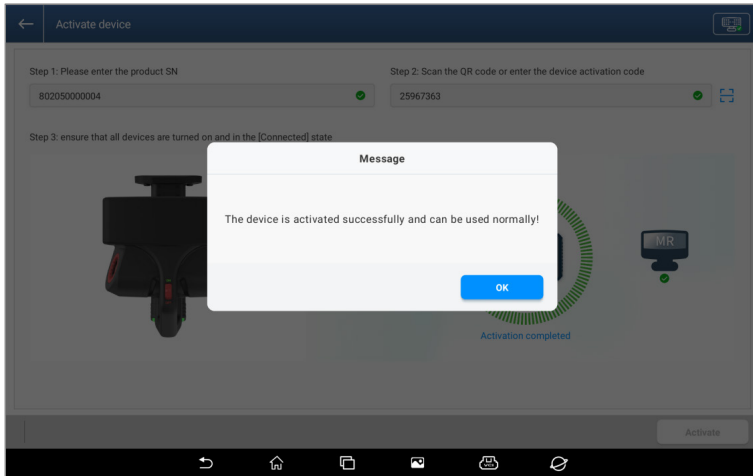 Activate device
Step 1: Please enter the product SN
Step 2: Scan the QR code or enter the device activation code
802050000004
25967363
Step 3: ensure that all devices are turned on and in the [Connected] state
Message
The device is activated successfully and can be used normally!
OK
MR
Activation completed
Activate